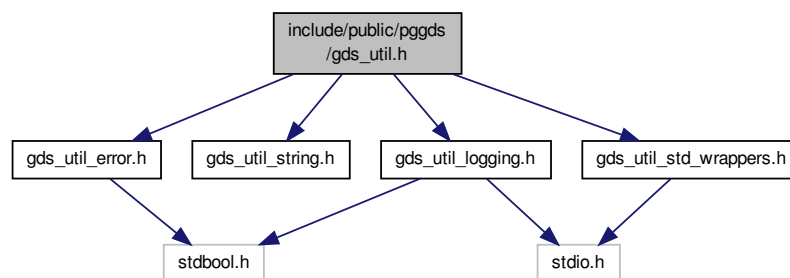 include/public/pggds
/gds_util.h
gds_util_error.h
gds_util_string.h
gds_util_logging.h
gds_util_std_wrappers.h
stdbool.h
stdio.h